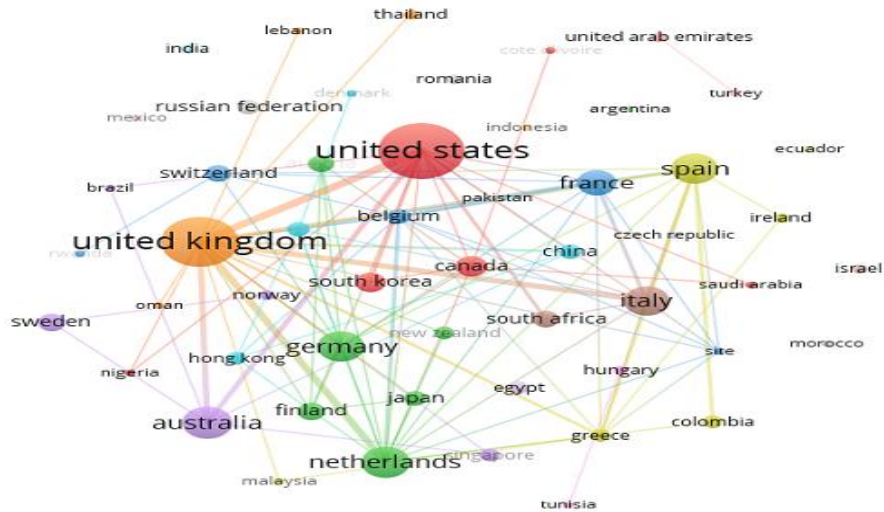 thailand
lebanon
united arab emirates
india
cote d'ivoire
romania
denmark
turkey
russian federation
argentina
mexico
indonesia
united states
ecuador
spain
switzerland
france
brazil
pakistan
belgium
ireland
united kingdom
czech republic
china
rwanda
canada
israel
south korea
saudi arabia
norway
italy
oman
sweden
south africa
new zealand
germany
morocco
site
hong kong
nigeria
hungary
egypt
japan
finland
australia
colombia
greece
netherlands
singapore
malaysia
tunisia